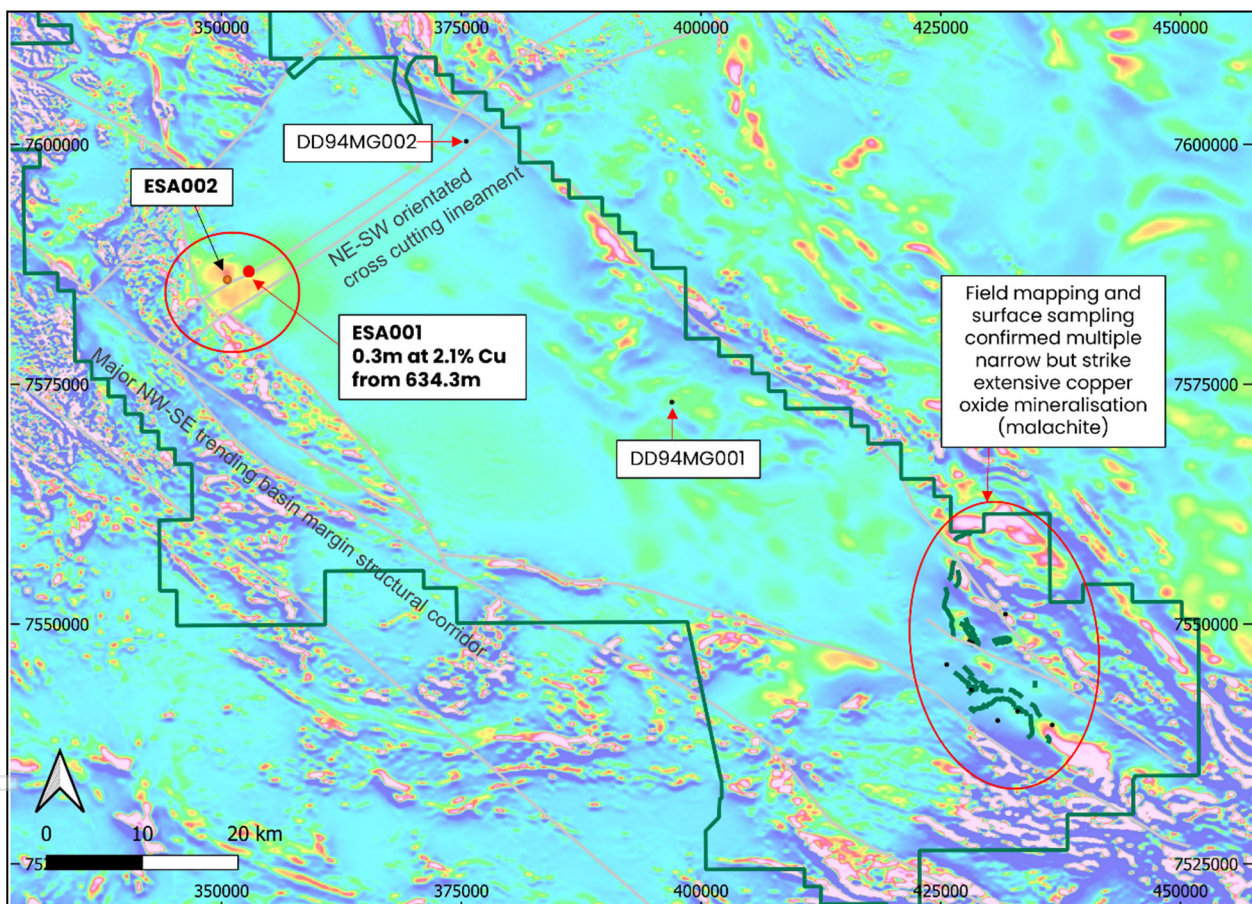 350000
375000
400000
425000
450000
7600000
7600000
DD94MG002
ESA002
NE-SW orientated
cross cutting lineament
ESA001
0.3m at 2.1% Cu
from 634.3m
Field mapping and
surface sampling
confirmed multiple
narrow but strike
extensive copper
oxide mineralisation
(malachite)
7575000
7575000
Major NW-SE trending basin margin structural corridor
DD94MG001
7550000
7550000
0
10
20 km
7525000
350000
375000
400000
425000
450000